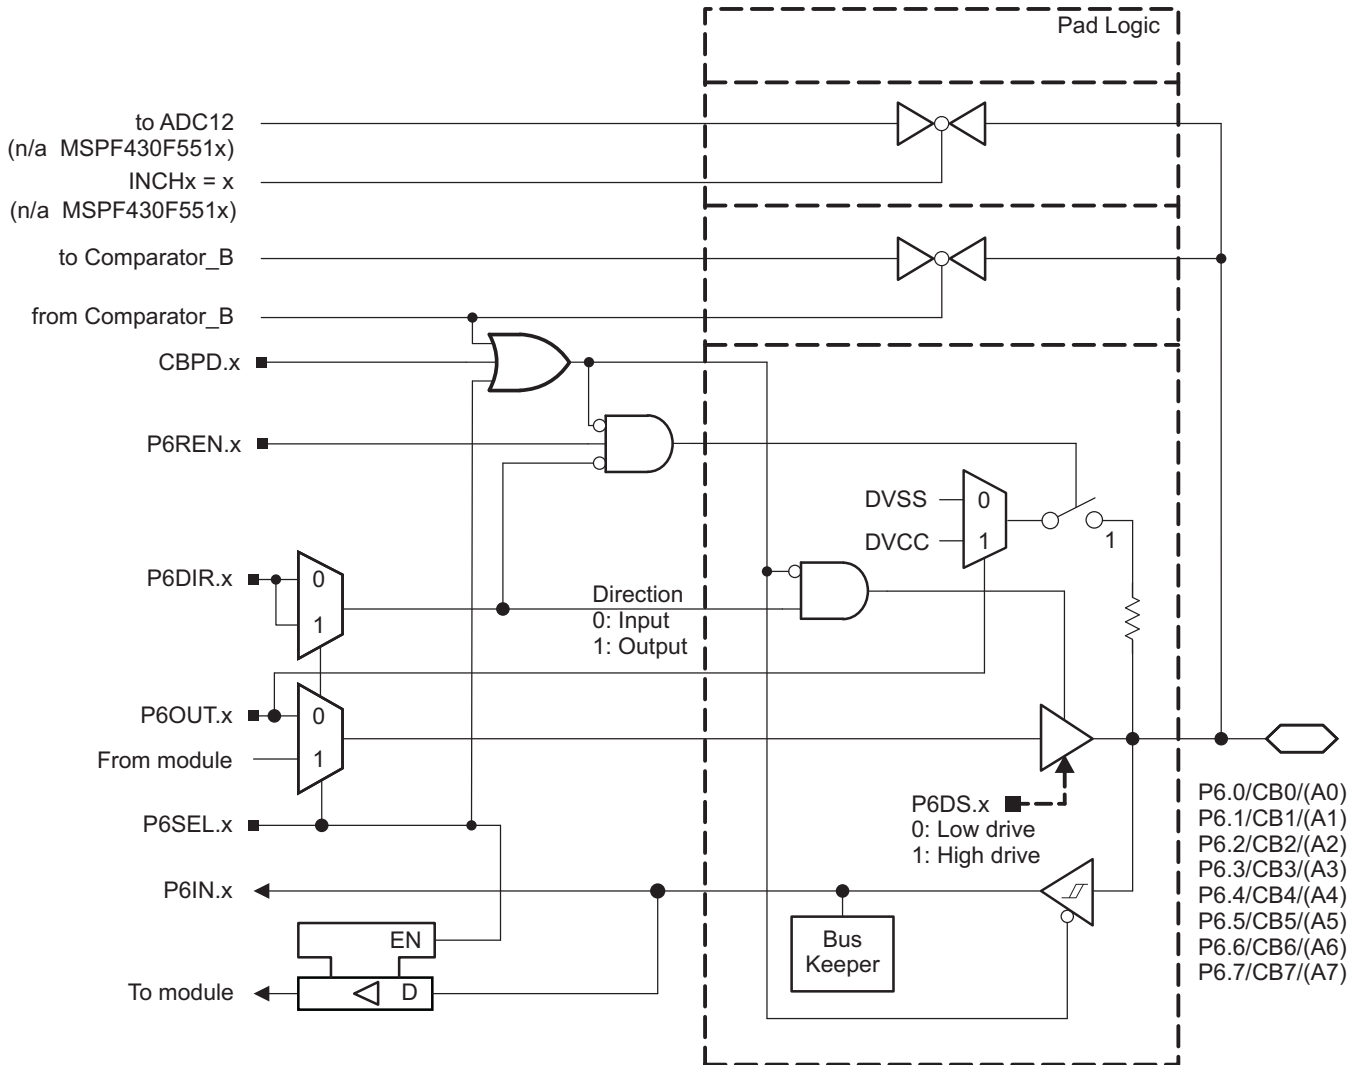 Pad Logic
to ADC12
(n/a MSPF430F551x)
INCHx = x
(n/a MSPF430F551x)
to Comparator_B
from Comparator_B
CBPD.x
P6REN.x
DVSS
0
DVCC
1
1
P6DIR.x
0
1
Direction
0: Input
1: Output
P6OUT.x
0
From module
1
P6SEL.x
P6DS.x
0: Low drive
1: High drive
P6.0/CB0/(A0)
P6.1/CB1/(A1)
P6.2/CB2/(A2)
P6.3/CB3/(A3)
P6.4/CB4/(A4)
P6.5/CB5/(A5)
P6.6/CB6/(A6)
P6.7/CB7/(A7)
P6IN.x
EN
Bus
Keeper
To module
D